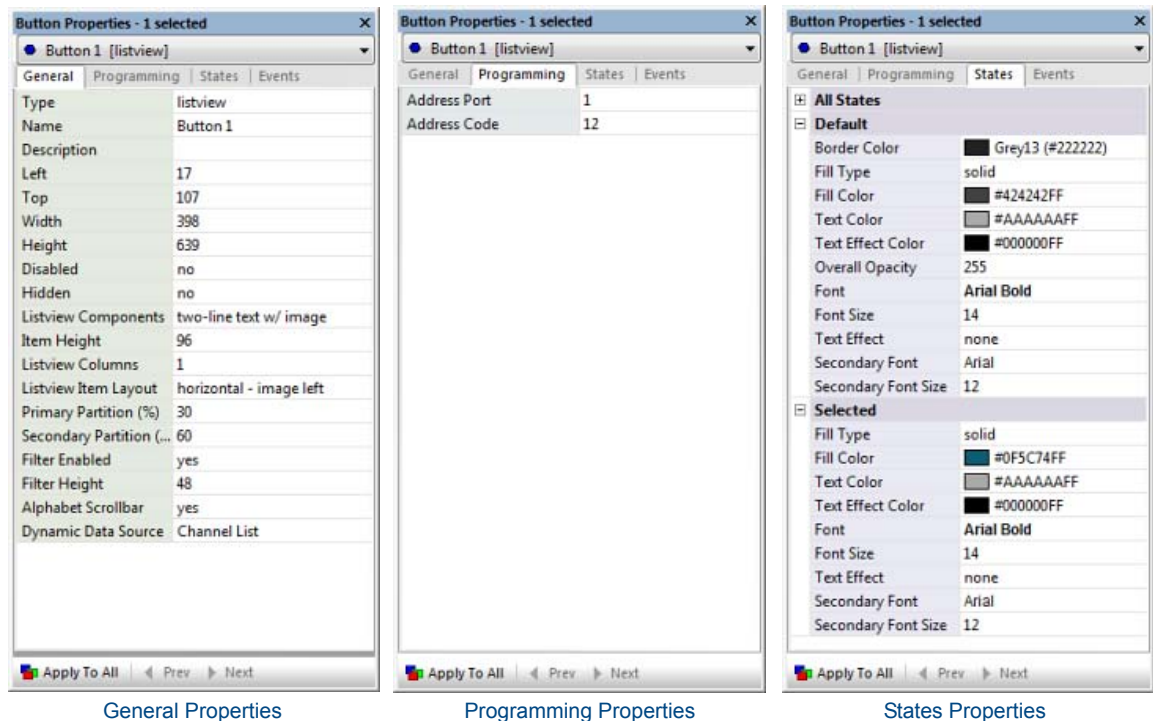 Button Properties - 1 selected
Button 1 [listview]
General Programming States Events
Type listview
Name Button 1
Description
Left 17
Top 107
Width 398
Height 639
Disabled no
Hidden no
Listview Components two-line text w/ image
Item Height 96
Listview Columns 1
Listview Item Layout horizontal - image left
Primary Partition (%) 30
Secondary Partition (... 60
Filter Enabled yes
Filter Height 48
Alphabet Scrollbar yes
Dynamic Data Source Channel List
Apply To All Prev Next
General Properties
Button Properties - 1 selected
Button 1 [listview]
General Programming States Events
Address Port 1
Address Code 12
Apply To All Prev Next
Programming Properties
Button Properties - 1 selected
Button 1 [listview]
General Programming States Events
All States
Default
Border Color Grey13 (#222222)
Fill Type solid
Fill Color #424242FF
Text Color #AAAAAAFF
Text Effect Color #000000FF
Overall Opacity 255
Font Arial Bold
Font Size 14
Text Effect none
Secondary Font Arial
Secondary Font Size 12
Selected
Fill Type solid
Fill Color #0F5C74FF
Text Color #AAAAAAFF
Text Effect Color #000000FF
Font Arial Bold
Font Size 14
Text Effect none
Secondary Font Arial
Secondary Font Size 12
Apply To All Prev Next
States Properties